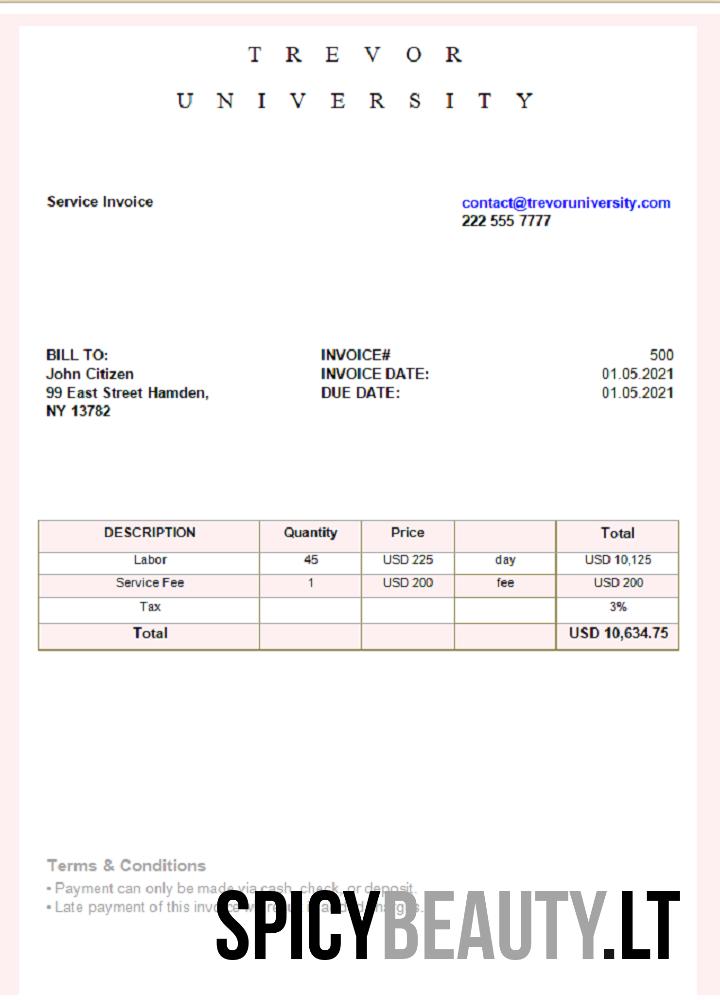 T R E V O R
U N I V E R S I T Y
Service Invoice
contact@trevoruniversity.com
222 555 7777
BILL TO:
John Citizen
99 East Street Hamden,
NY 13782
INVOICE# 500
INVOICE DATE: 01.05.2021
DUE DATE: 01.05.2021
DESCRIPTION Quantity Price Total
Labor 45 USD 225 day USD 10,125
Service Fee 1 USD 200 fee USD 200
Tax 3%
Total USD 10,634.75
Terms & Conditions
• Payment can only be made via cash, check, or deposit.
• Late payment of this invoice
SPICYBEAUTY.LT